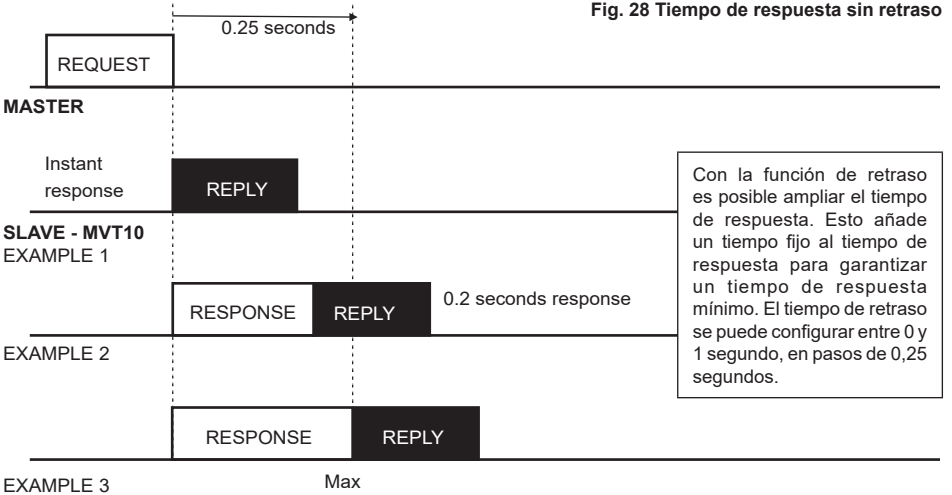 Fig. 28 Tiempo de respuesta sin retraso
0.25 seconds
REQUEST
MASTER
Instant
response
REPLY
SLAVE - MVT10
EXAMPLE 1
RESPONSE
REPLY
0.2 seconds response
EXAMPLE 2
RESPONSE
REPLY
EXAMPLE 3
Max
Con la función de retraso
es posible ampliar el tiempo
de respuesta. Esto añade
un tiempo fijo al tiempo de
respuesta para garantizar
un tiempo de respuesta
mínimo. El tiempo de retraso
se puede configurar entre 0 y
1 segundo, en pasos de 0,25
segundos.